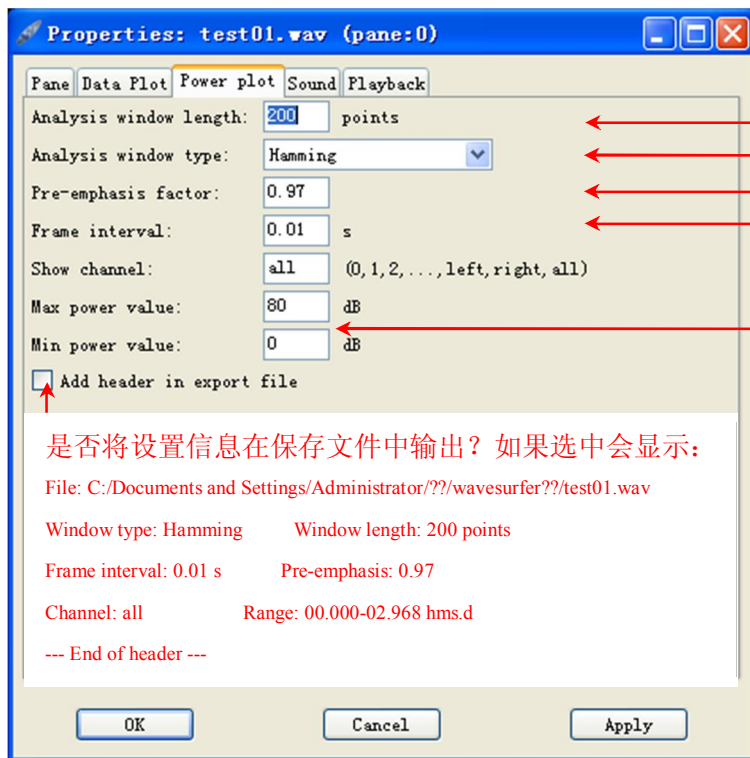 Properties: test01.wav (pane:0)
Pane Data Plot Power plot Sound Playback
Analysis window length: 200 points
Analysis window type: Hamming
Pre-emphasis factor: 0.97
Frame interval: 0.01 s
Show channel: all (0,1,2,...,left,right,all)
Max power value: 80 dB
Min power value: 0 dB
Add header in export file
是否将设置信息在保存文件中输出？如果选中会显示：
File: C:/Documents and Settings/Administrator/??/wavesurfer??/test01.wav
Window type: Hamming Window length: 200 points
Frame interval: 0.01 s Pre-emphasis: 0.97
Channel: all Range: 00.000-02.968 hms.d
--- End of header ---
OK Cancel Apply